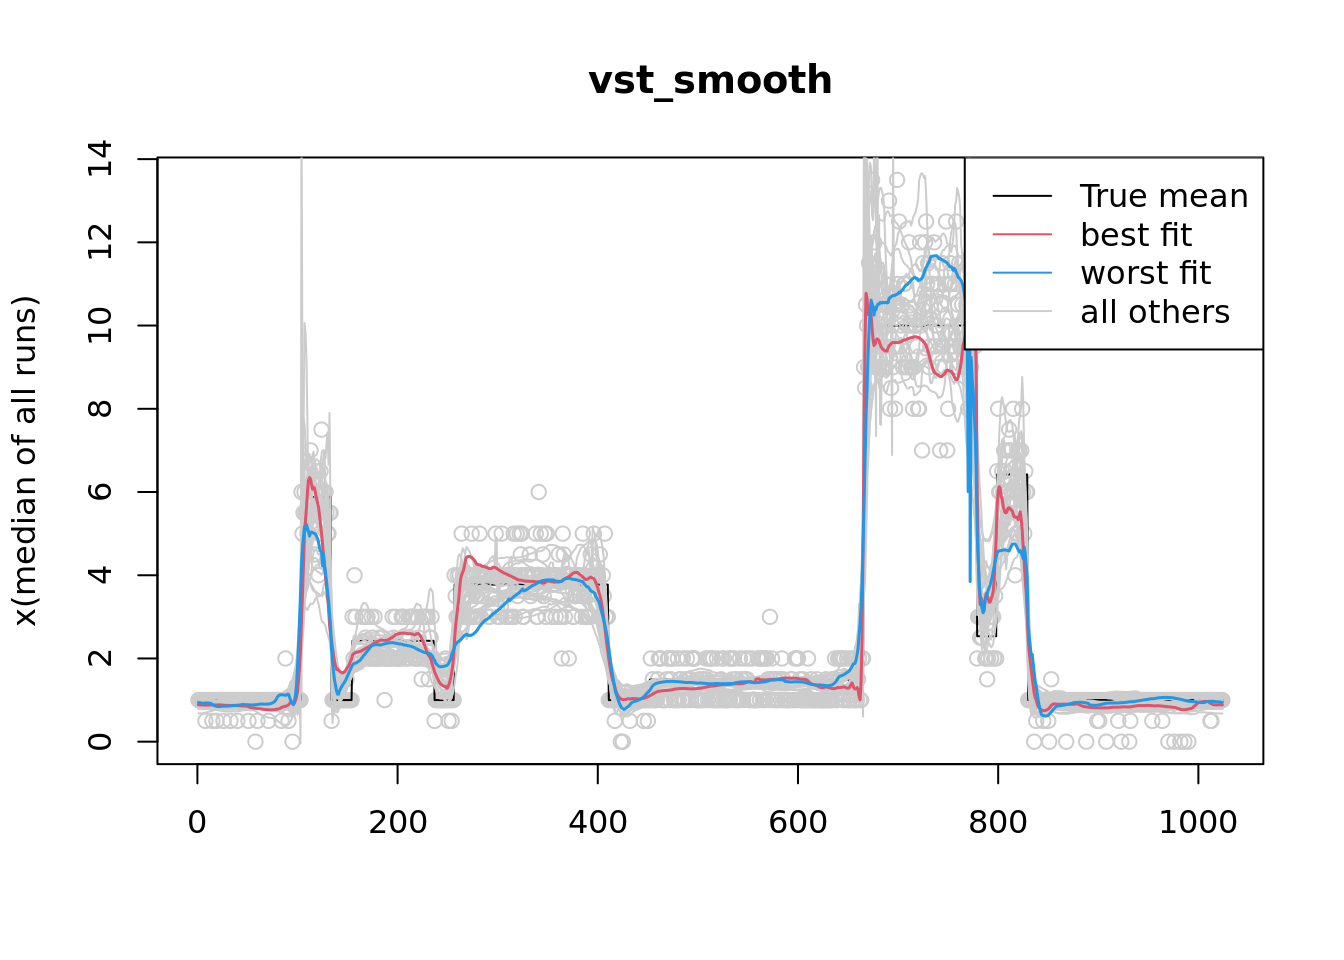 vst_smooth
x(median of all runs)
14
12
10
8
6
4
2
0
True mean
best fit
worst fit
all others
0 200 400 600 800 1000